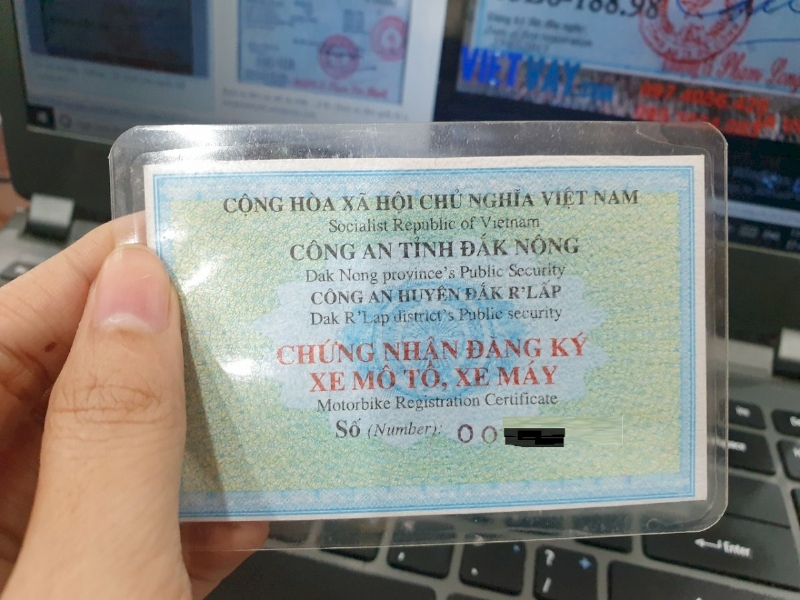 CỘNG HÒA XÃ HỘI CHỦ NGHĨA VIỆT NAM
Socialist Republic of Vietnam
CÔNG AN TỈNH ĐẮK NÔNG
Dak Nong province's Public Security
CÔNG AN HUYỆN ĐẮK R'LẤP
Dak R'Lap district's Public security
CHỨNG NHẬN ĐĂNG KÝ
XE MÔ TÔ, XE MÁY
Motorbike Registration Certificate
Số (Number): 00
VIETVAY
Enter